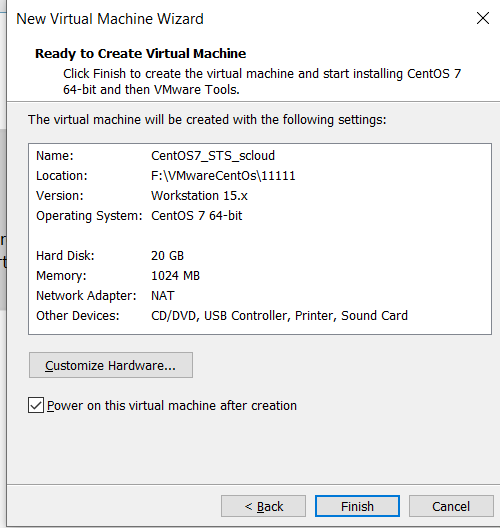 New Virtual Machine Wizard
Ready to Create Virtual Machine
Click Finish to create the virtual machine and start installing CentOS 7
64-bit and then VMware Tools.
The virtual machine will be created with the following settings:
Name: CentOS7_STS_scloud
Location: F:\VMwareCentOs\11111
Version: Workstation 15.x
Operating System: CentOS 7 64-bit
Hard Disk: 20 GB
Memory: 1024 MB
Network Adapter: NAT
Other Devices: CD/DVD, USB Controller, Printer, Sound Card
Customize Hardware...
Power on this virtual machine after creation
< Back Finish Cancel